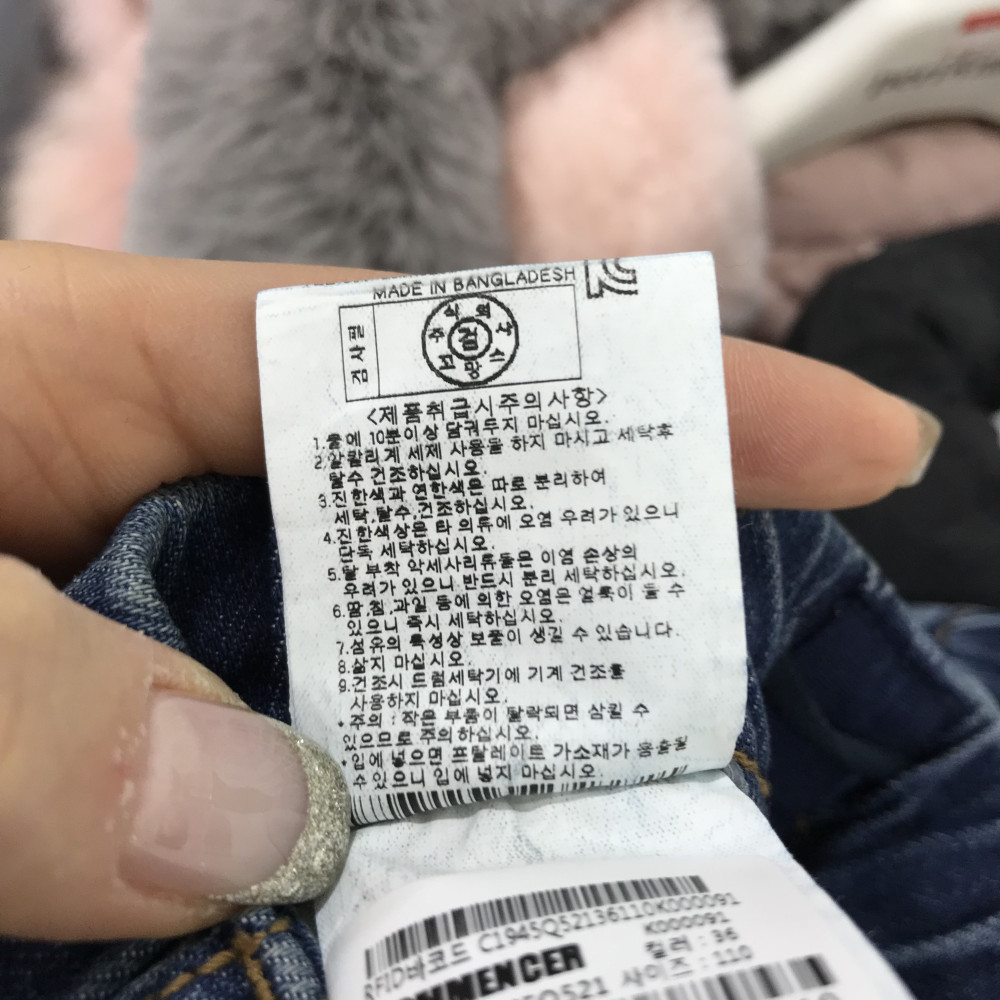 MADE IN BANGLADESH
검사필
검
<제품취급시주의사항>
1.물에 10분이상 담궈두지 마십시오.
2.알칼리계 세제 사용을 하지 마시고 세탁후
탈수 건조하십시오.
3.진한색과 연한색은 따로 분리하여
세탁,탈수,건조하십시오.
4.진한색상은 타 의류에 오염 우려가 있으니
단독 세탁하십시오.
5.탈 부착 악세사리류들은 이염 손상의
우려가 있으니 반드시 분리 세탁하십시오.
6.땀,침,과일 등에 의한 오염은 얼룩이 될 수
있으니 즉시 세탁하십시오.
7.섬유의 특성상 보풀이 생길 수 있습니다.
8.삶지 마십시오.
9.건조시 드럼세탁기에 기계 건조를
사용하지 마십시오.
*주의 : 작은 부품이 탈락되면 삼킬 수
있으므로 주의하십시오.
*입에 넣으면 프탈레이트 가소제가 용출될
수 있으니 입에 넣지 마십시오.
RFID바코드 C1945Q52136110K000091
K000091
컬러 : 36
MMENCER
5Q521 사이즈 : 110